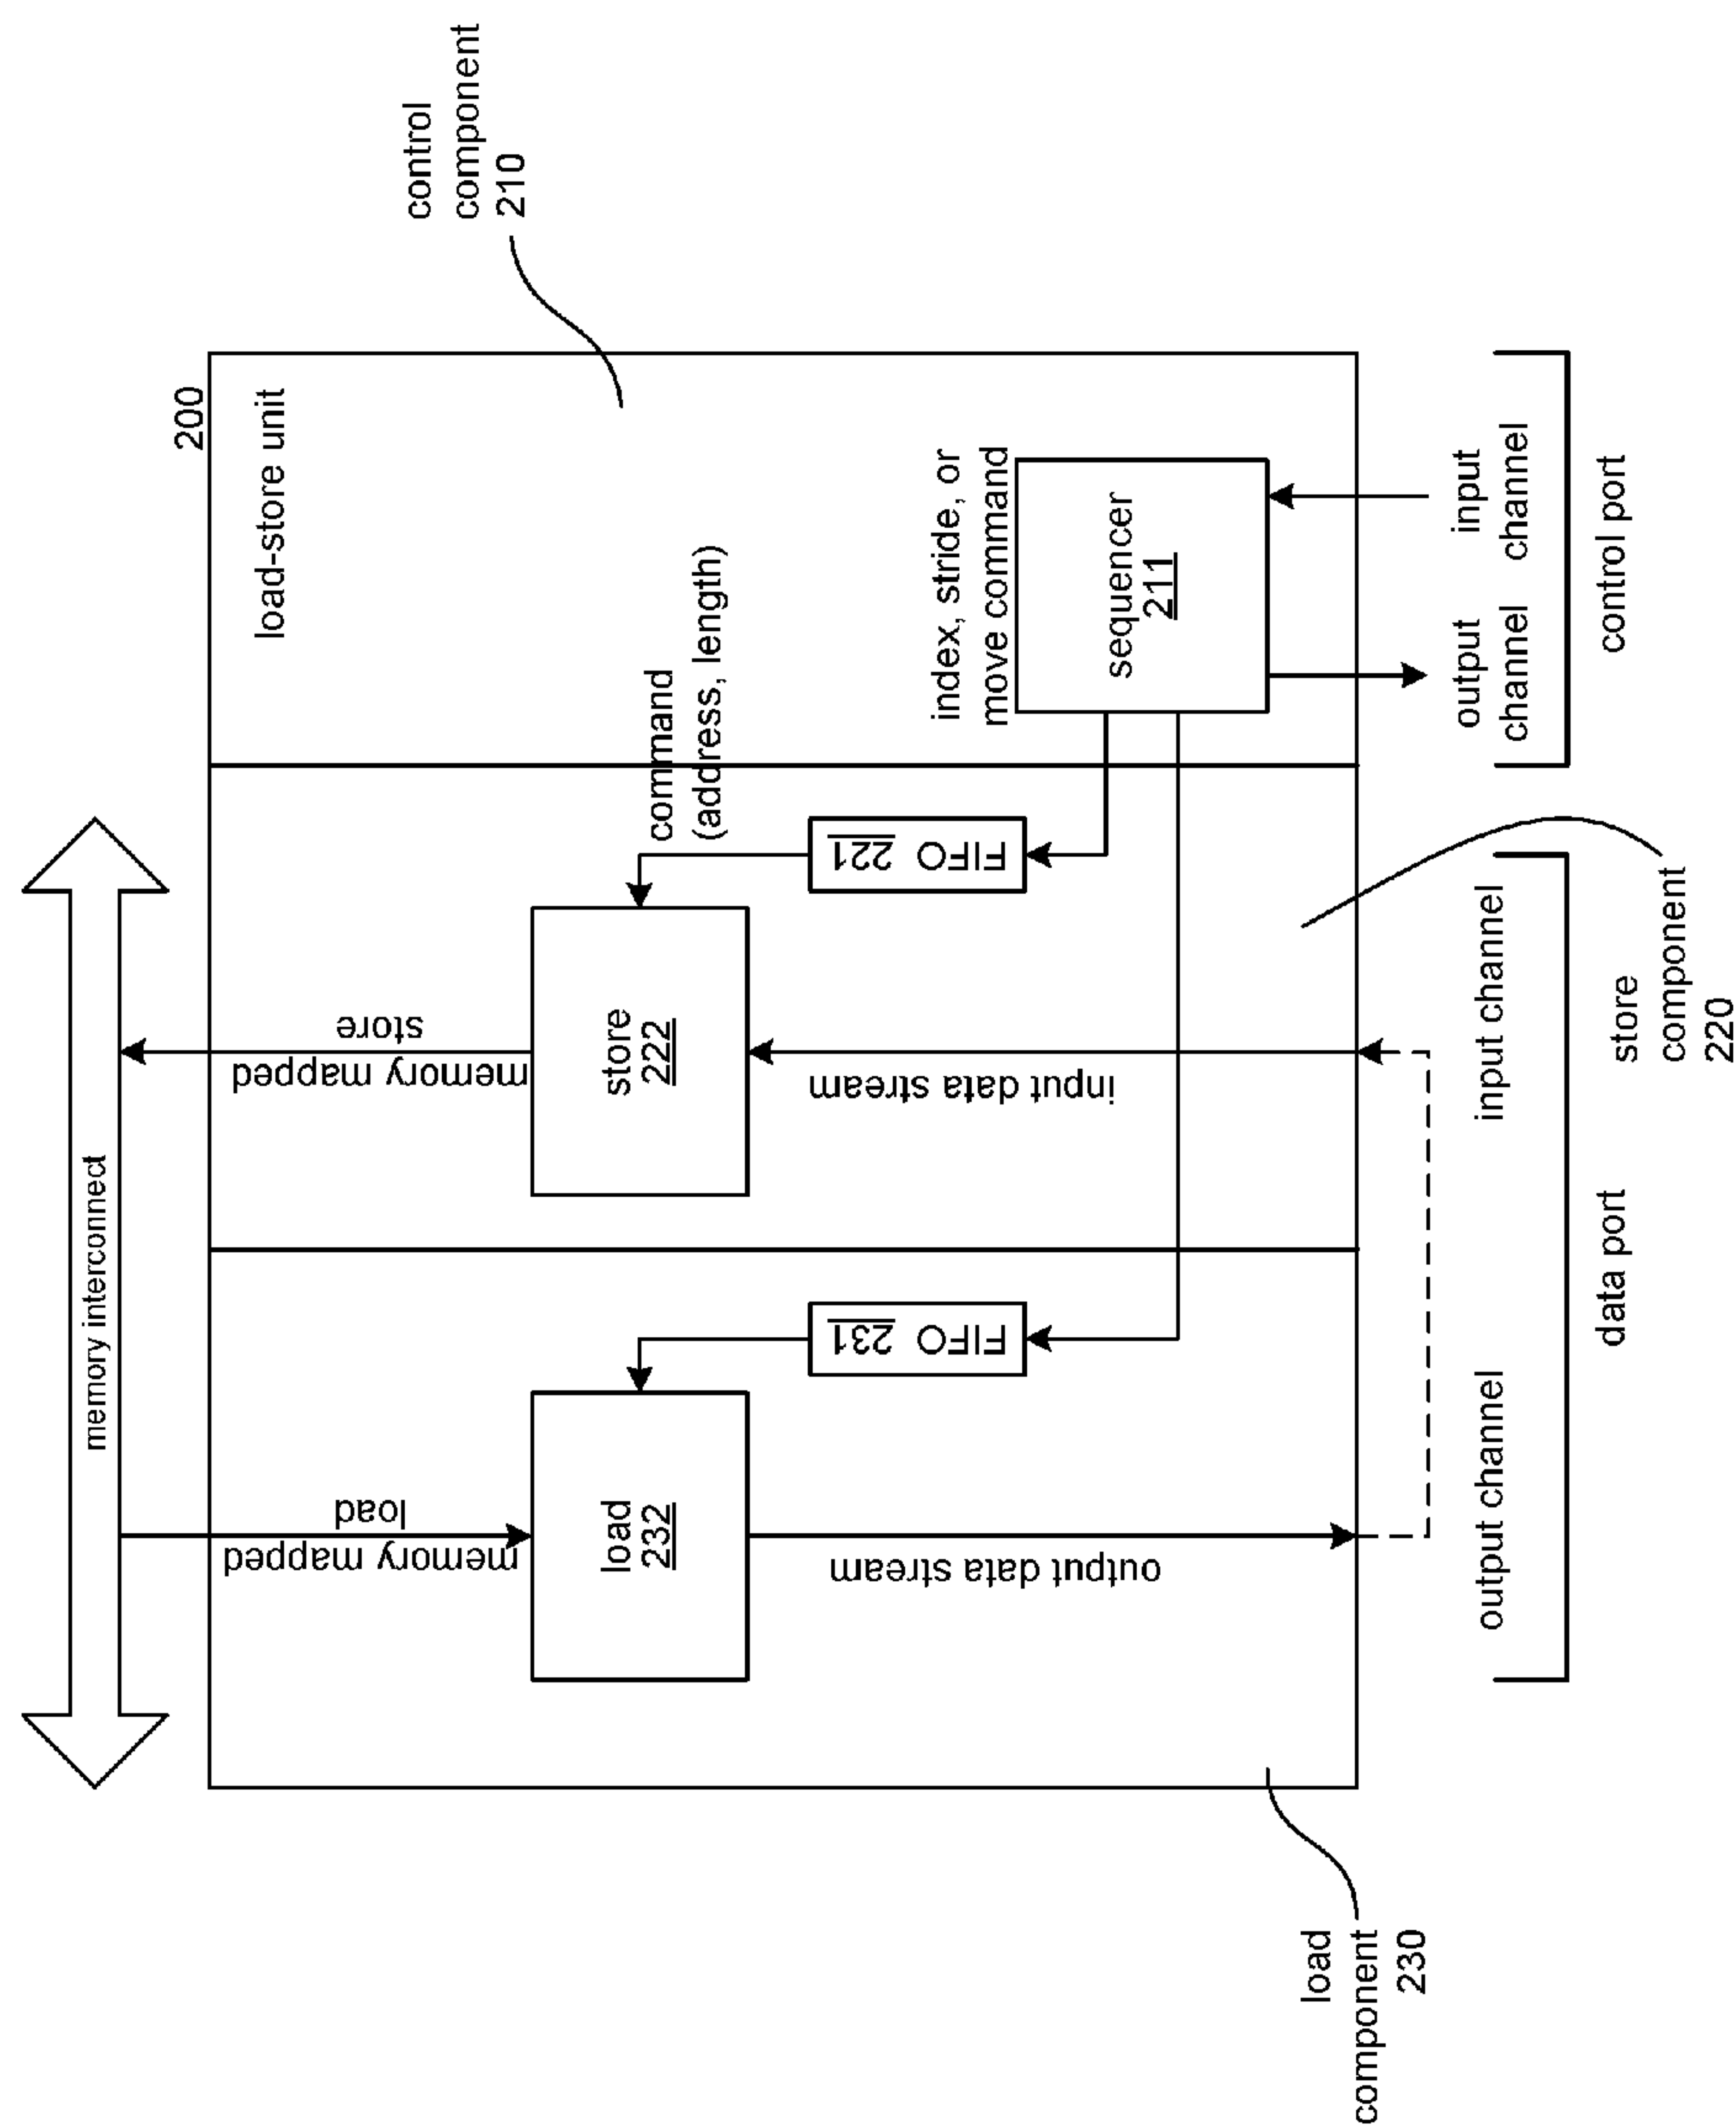 memory interconnect
200
load-store unit
control
component
210
memory mapped
load
memory mapped
store
command
(address, length)
index, stride, or
move command
load
232
store
222
FIFO 231
FIFO 221
sequencer
211
output data stream
input data stream
output channel
input channel
output
channel
input
channel
data port
control port
load
component
230
store
component
220